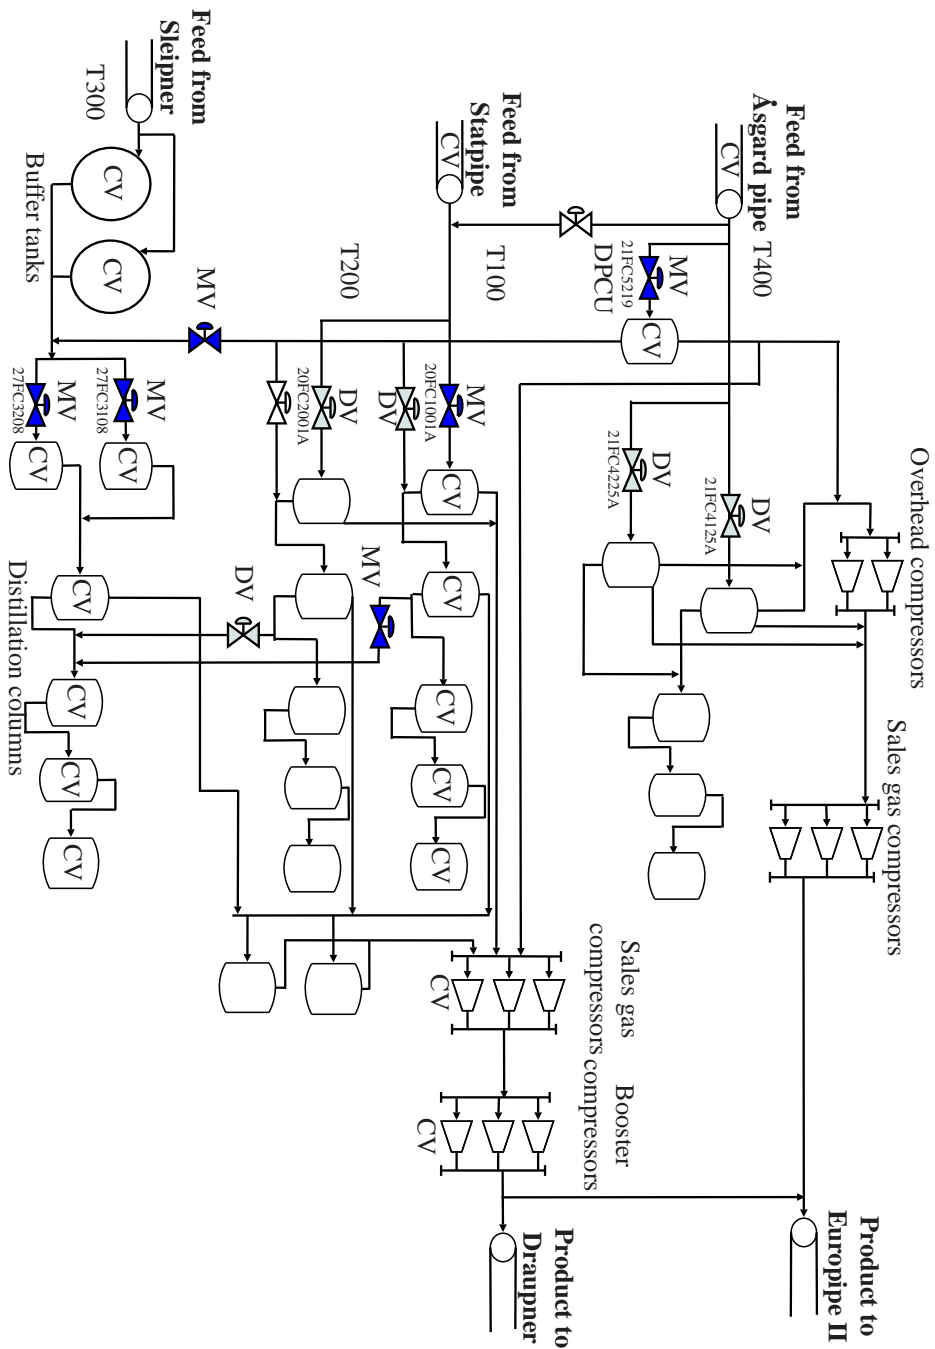 Feed from
Åsgard pipe
T400
CV
Feed from
Statpipe
CV
T100
T200
Feed from
Sleipner
T300
CV
CV
Buffer tanks
MV
21FC5219
DPCU
CV
MV
MV
20FC1001A
DV
DV
20FC2001A
MV
27FC3108
MV
27FC3208
CV
CV
CV
DV
21FC4125A
DV
21FC4225A
Overhead compressors
CV
MV
DV
CV
Distillation columns
CV
CV
CV
CV
CV
CV
Sales gas compressors
Sales gas
compressors
CV
Booster
compressors
CV
Product to
Europipe II
Product to
Draupner